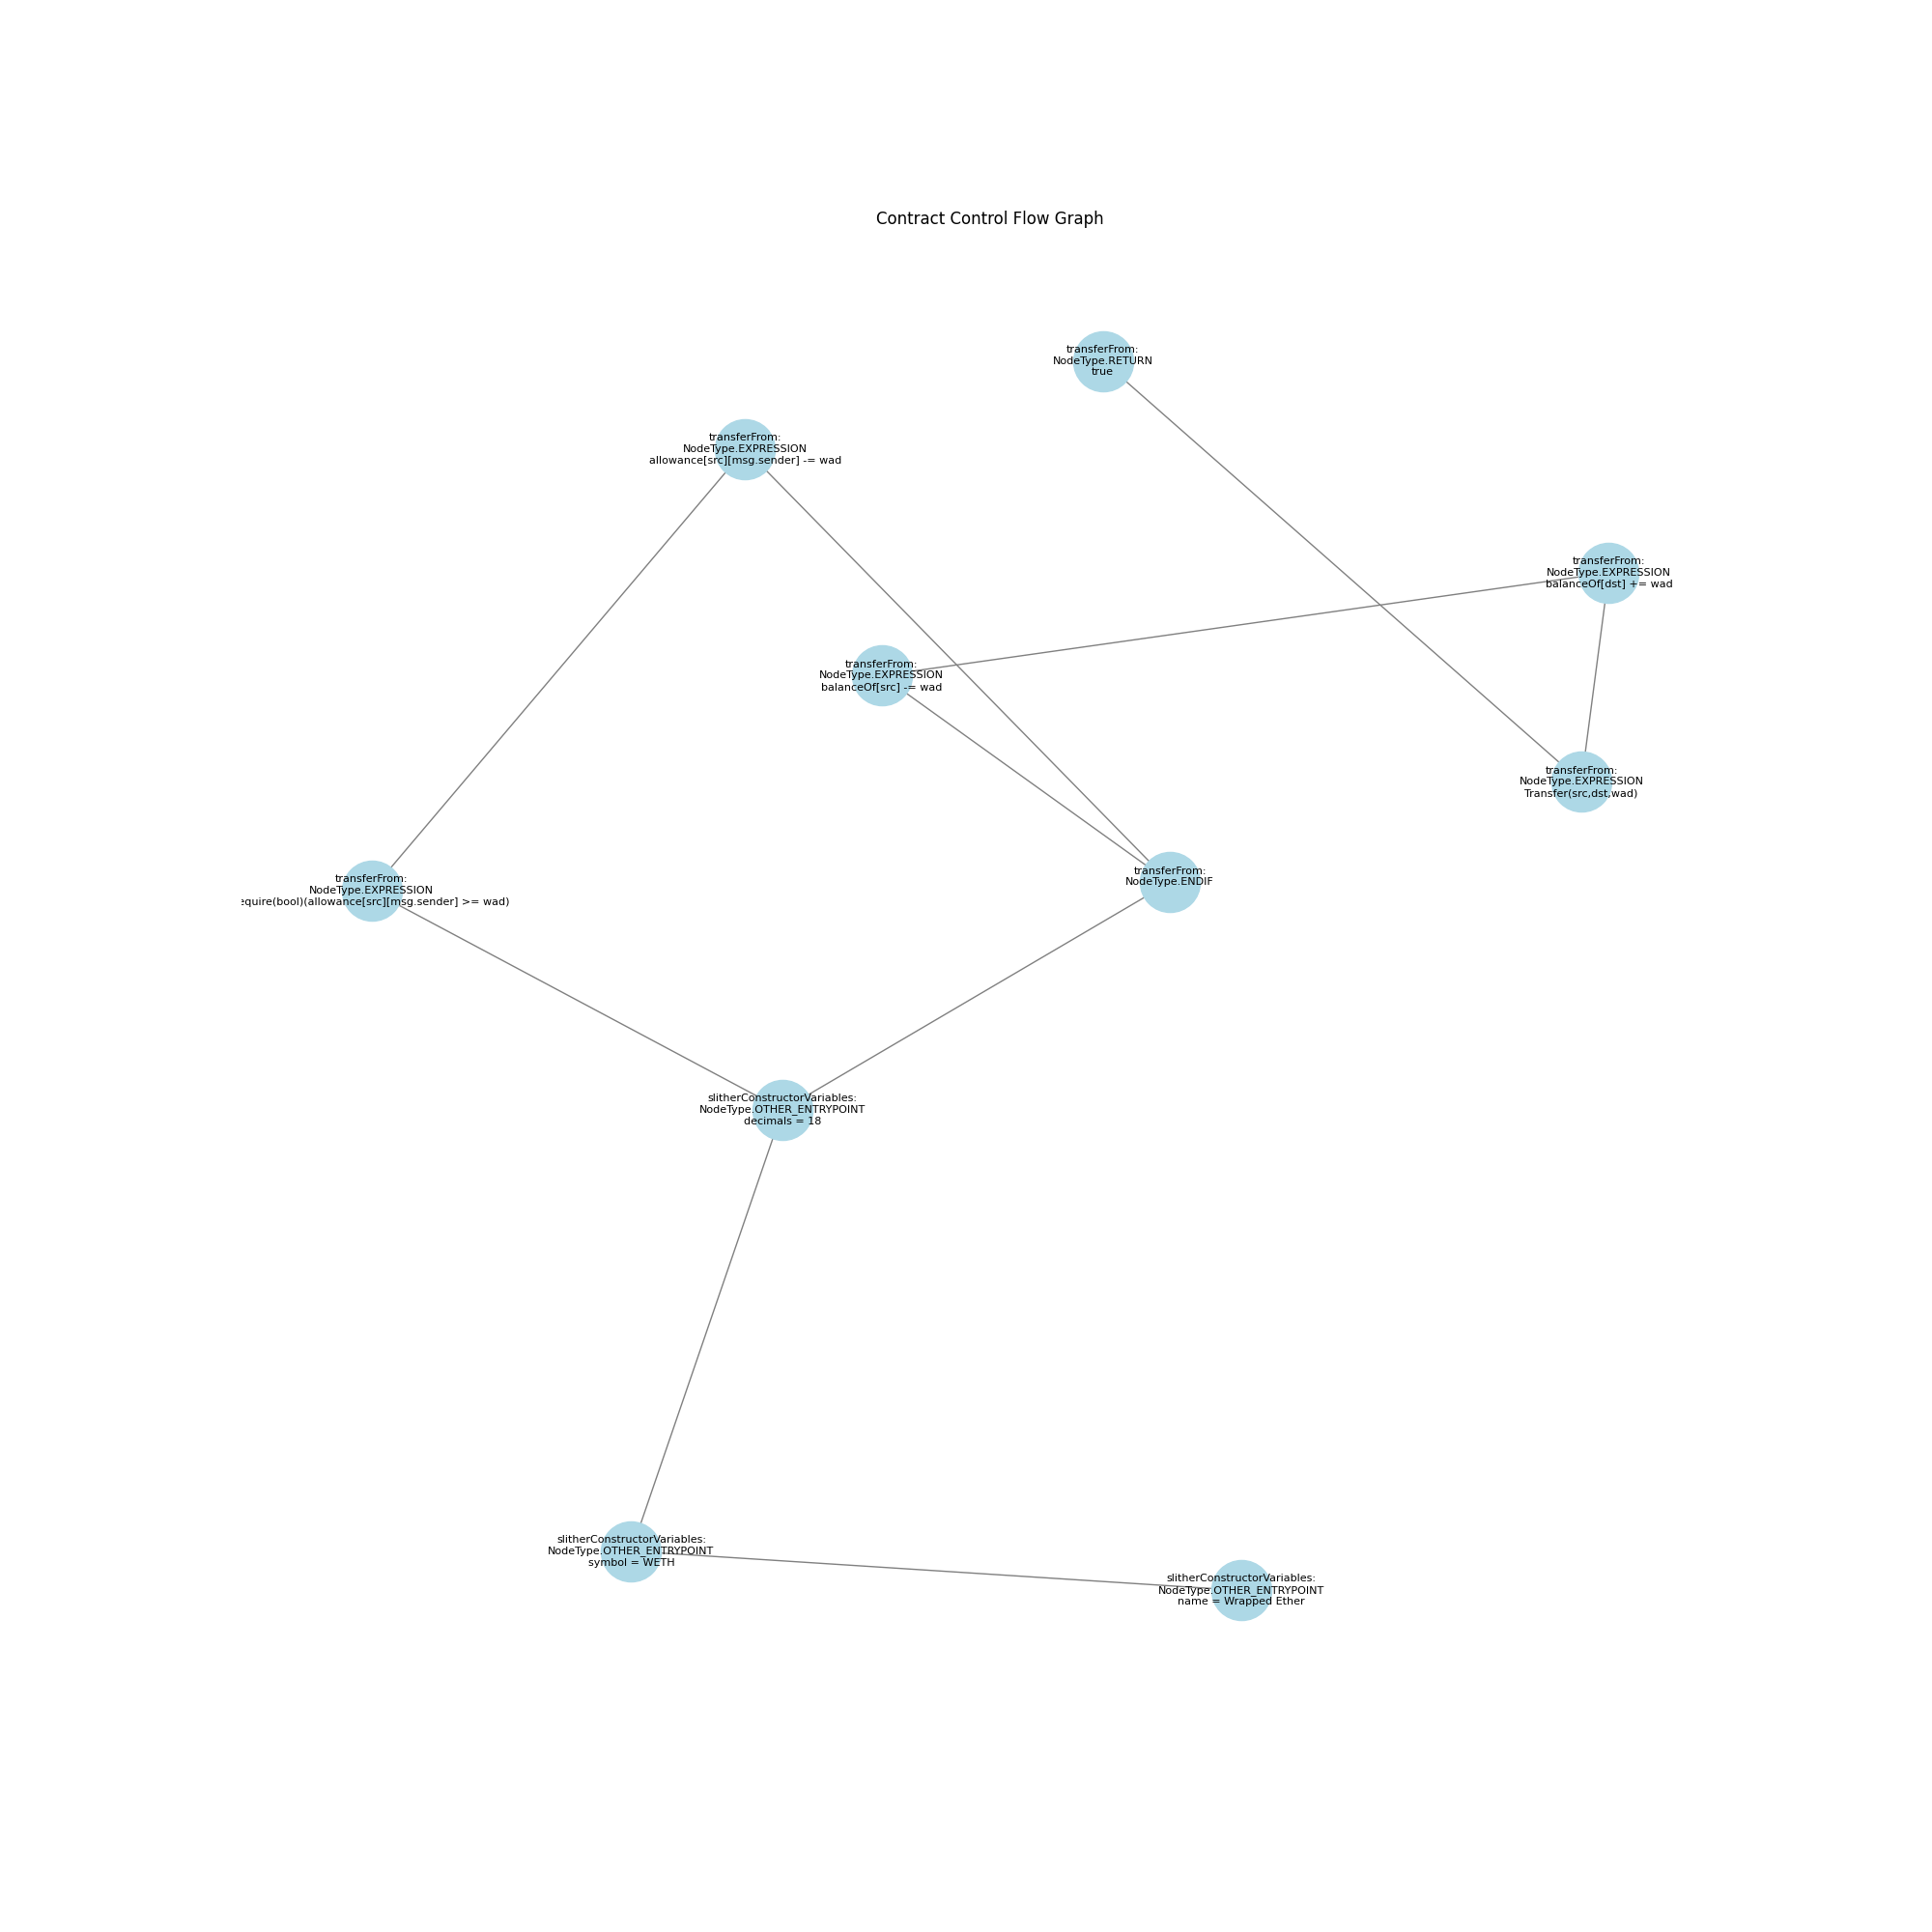 Contract Control Flow Graph
transferFrom:
NodeType.RETURN
true
transferFrom:
NodeType.EXPRESSION
allowance[src][msg.sender] -= wad
transferFrom:
NodeType.EXPRESSION
balanceOf[dst] += wad
transferFrom:
NodeType.EXPRESSION
balanceOf[src] -= wad
transferFrom:
NodeType.EXPRESSION
Transfer(src,dst,wad)
transferFrom:
NodeType.ENDIF
transferFrom:
NodeType.EXPRESSION
equire(bool)(allowance[src][msg.sender] >= wad)
slitherConstructorVariables:
NodeType.OTHER_ENTRYPOINT
decimals = 18
slitherConstructorVariables:
NodeType.OTHER_ENTRYPOINT
symbol = WETH
slitherConstructorVariables:
NodeType.OTHER_ENTRYPOINT
name = Wrapped Ether